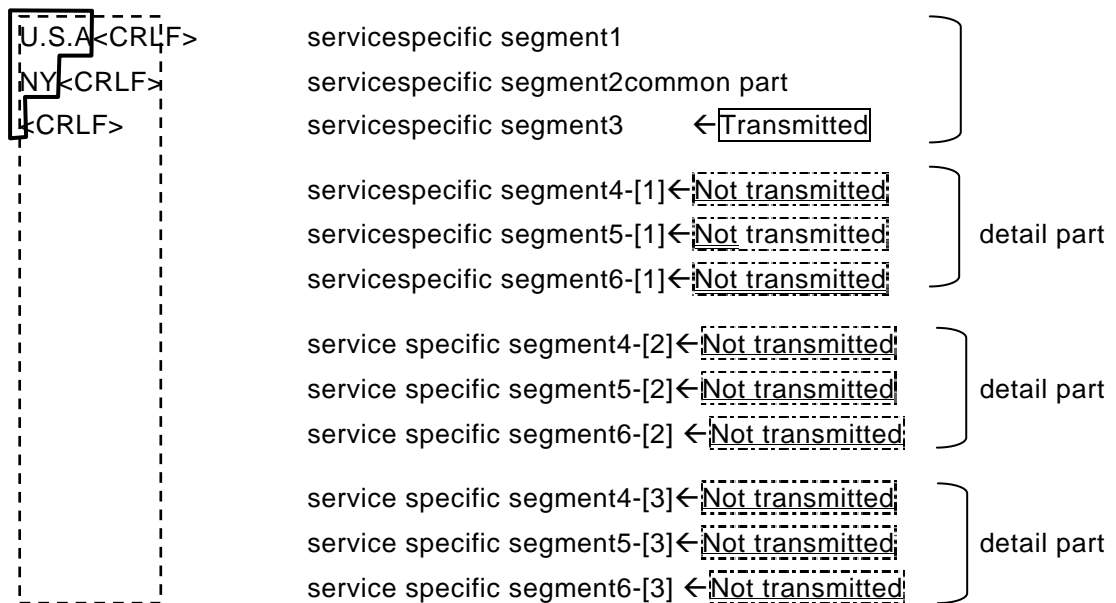 U.S.A<CRLF> servicespecific segment1
NY<CRLF> servicespecific segment2common part
<CRLF> servicespecific segment3 ←Transmitted
servicespecific segment4-[1]←Not transmitted
servicespecific segment5-[1]←Not transmitted detail part
servicespecific segment6-[1]←Not transmitted
service specific segment4-[2]←Not transmitted
service specific segment5-[2]←Not transmitted detail part
service specific segment6-[2] ←Not transmitted
service specific segment4-[3]←Not transmitted
service specific segment5-[3]←Not transmitted detail part
service specific segment6-[3] ←Not transmitted